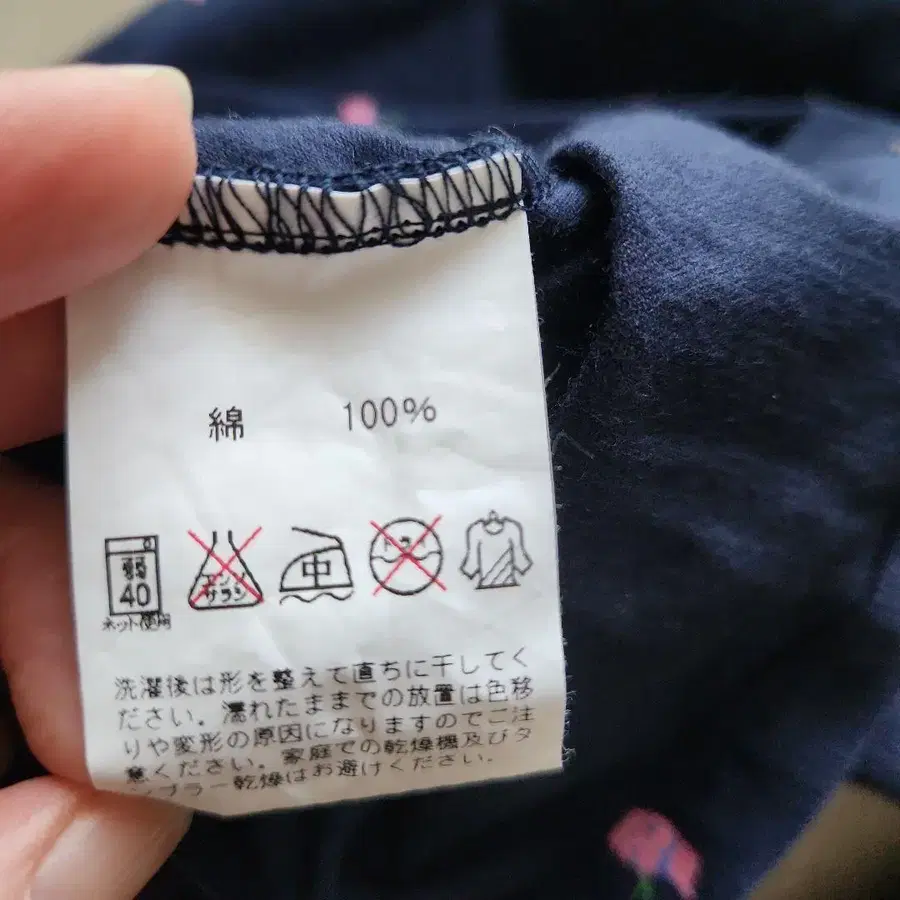 綿 100%
弱
40
ネット使用
エンソ
サラシ
中
ドライ
洗濯後は形を整えて直ちに干してく
ださい。濡れたままでの放置は色移
りや変形の原因になりますのでご注
意ください。家庭での乾燥機及びタ
ンブラー乾燥はお避けください。